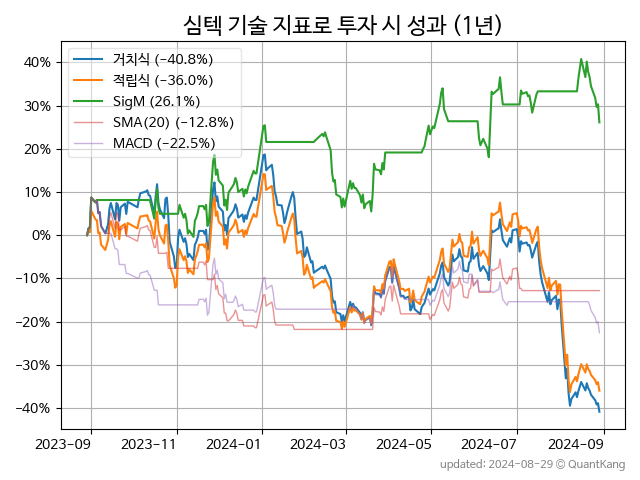 심텍 기술 지표로 투자 시 성과 (1년)
거치식 (−40.8%)
적립식 (−36.0%)
SigM (26.1%)
SMA(20) (−12.8%)
MACD (−22.5%)
40%
30%
20%
10%
0%
−10%
−20%
−30%
−40%
2023-09
2023-11
2024-01
2024-03
2024-05
2024-07
2024-09
updated: 2024-08-29 © QuantKang